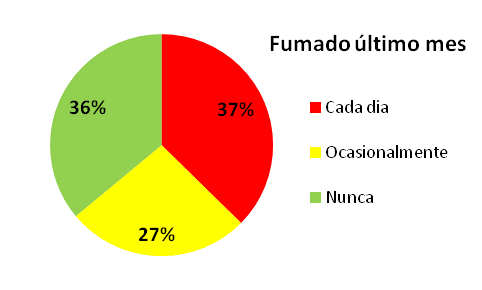 Fumado último mes
36%
37%
27%
Cada dia
Ocasionalmente
Nunca